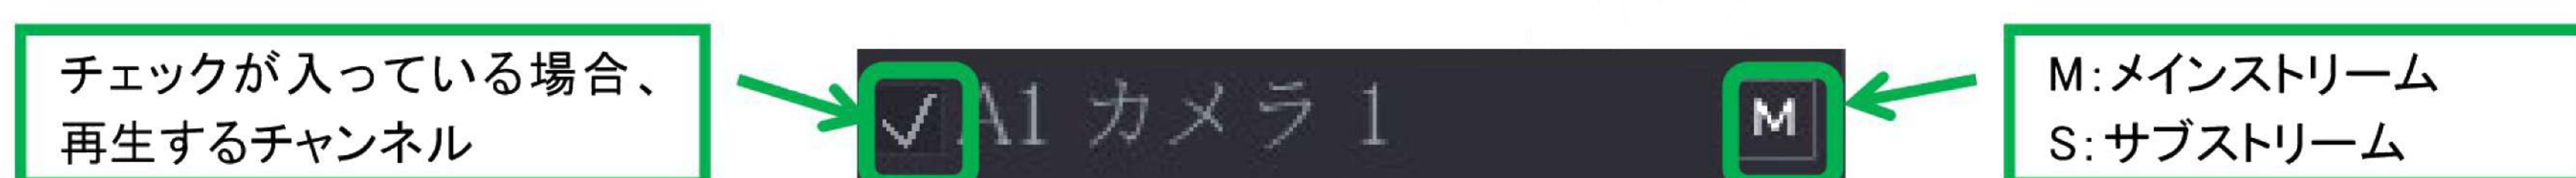 チェックが入っている場合、
再生するチャンネル
A1 カメラ 1
M
M:メインストリーム
S:サブストリーム